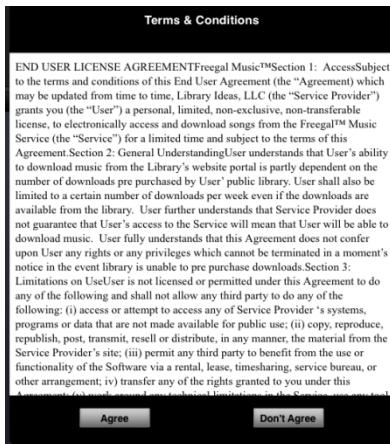 Terms & Conditions
END USER LICENSE AGREEMENTFreegal Music™Section 1:  AccessSubject
to the terms and conditions of this End User Agreement (the “Agreement) which
may be updated from time to time, Library Ideas, LLC (the “Service Provider”)
grants you (the “User”) a personal, limited, non-exclusive, non-transferable
license, to electronically access and download songs from the Freegal™ Music
Service (the “Service”) for a limited time and subject to the terms of this
Agreement.Section 2: General UnderstandingUser understands that User’s ability
to download music from the Library’s website portal is partly dependent on the
number of downloads pre purchased by User’ public library. User shall also be
limited to a certain number of downloads per week even if the downloads are
available from the library.  User further understands that Service Provider does
not guarantee that User’s access to the Service will mean that User will be able to
download music.  User fully understands that this Agreement does not confer
upon User any rights or any privileges which cannot be terminated in a moment’s
notice in the event library is unable to pre purchase downloads.Section 3:
Limitations on UseUser is not licensed or permitted under this Agreement to do
any of the following and shall not allow any third party to do any of the
following: (i) access or attempt to access any of Service Provider ‘s systems,
programs or data that are not made available for public use; (ii) copy, reproduce,
republish, post, transmit, resell or distribute, in any manner, the material from the
Service Provider’s site; (iii) permit any third party to benefit from the use or
functionality of the Software via a rental, lease, timesharing, service bureau, or
other arrangement; iv) transfer any of the rights granted to you under this
Agreement; (v) work around any technical limitations in the Service, use any tool
Agree
Don't Agree